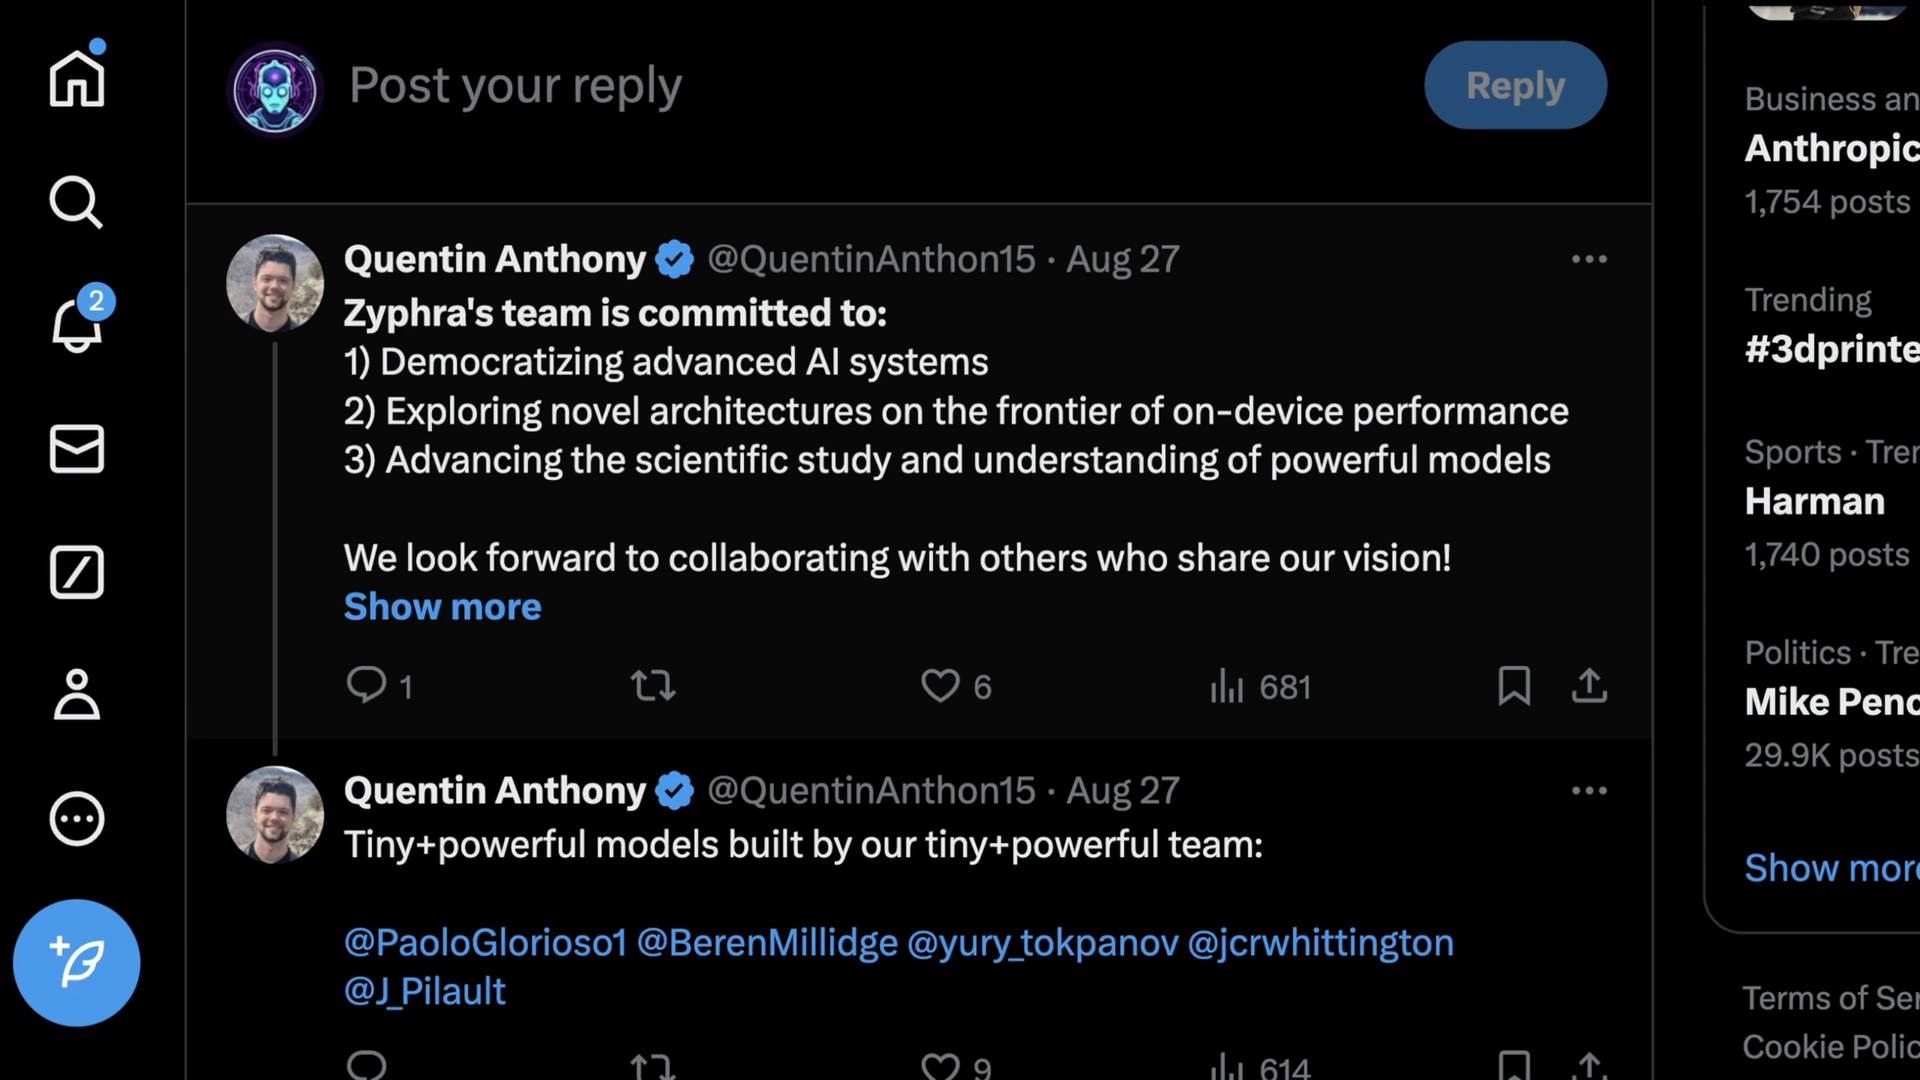 Post your reply
Reply
Quentin Anthony @QuentinAnthon15 · Aug 27
Zyphra's team is committed to:
1) Democratizing advanced AI systems
2) Exploring novel architectures on the frontier of on-device performance
3) Advancing the scientific study and understanding of powerful models
We look forward to collaborating with others who share our vision!
Show more
1
6
681
Quentin Anthony @QuentinAnthon15 · Aug 27
Tiny+powerful models built by our tiny+powerful team:
@PaoloGlorioso1 @BerenMillidge @yury_tokpanov @jcrwhittington
@J_Pilault
9
614
2
Business an
Anthropic
1,754 posts
Trending
#3dprinte
Sports · Tre
Harman
1,740 posts
Politics · Tre
Mike Penc
29.9K posts
Show more
Terms of Ser
Cookie Polic